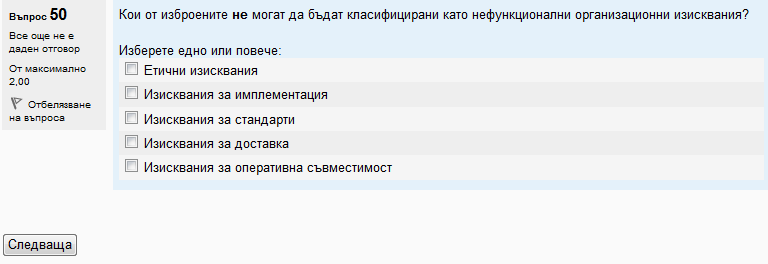 Въпрос 50
Все още не е
даден отговор
От максимално
2,00
Отбелязване
на въпроса
Кои от изброените не могат да бъдат класифицирани като нефункционални организационни изисквания?
Изберете едно или повече:
Етични изисквания
Изисквания за имплементация
Изисквания за стандарти
Изисквания за доставка
Изисквания за оперативна съвместимост
Следваща